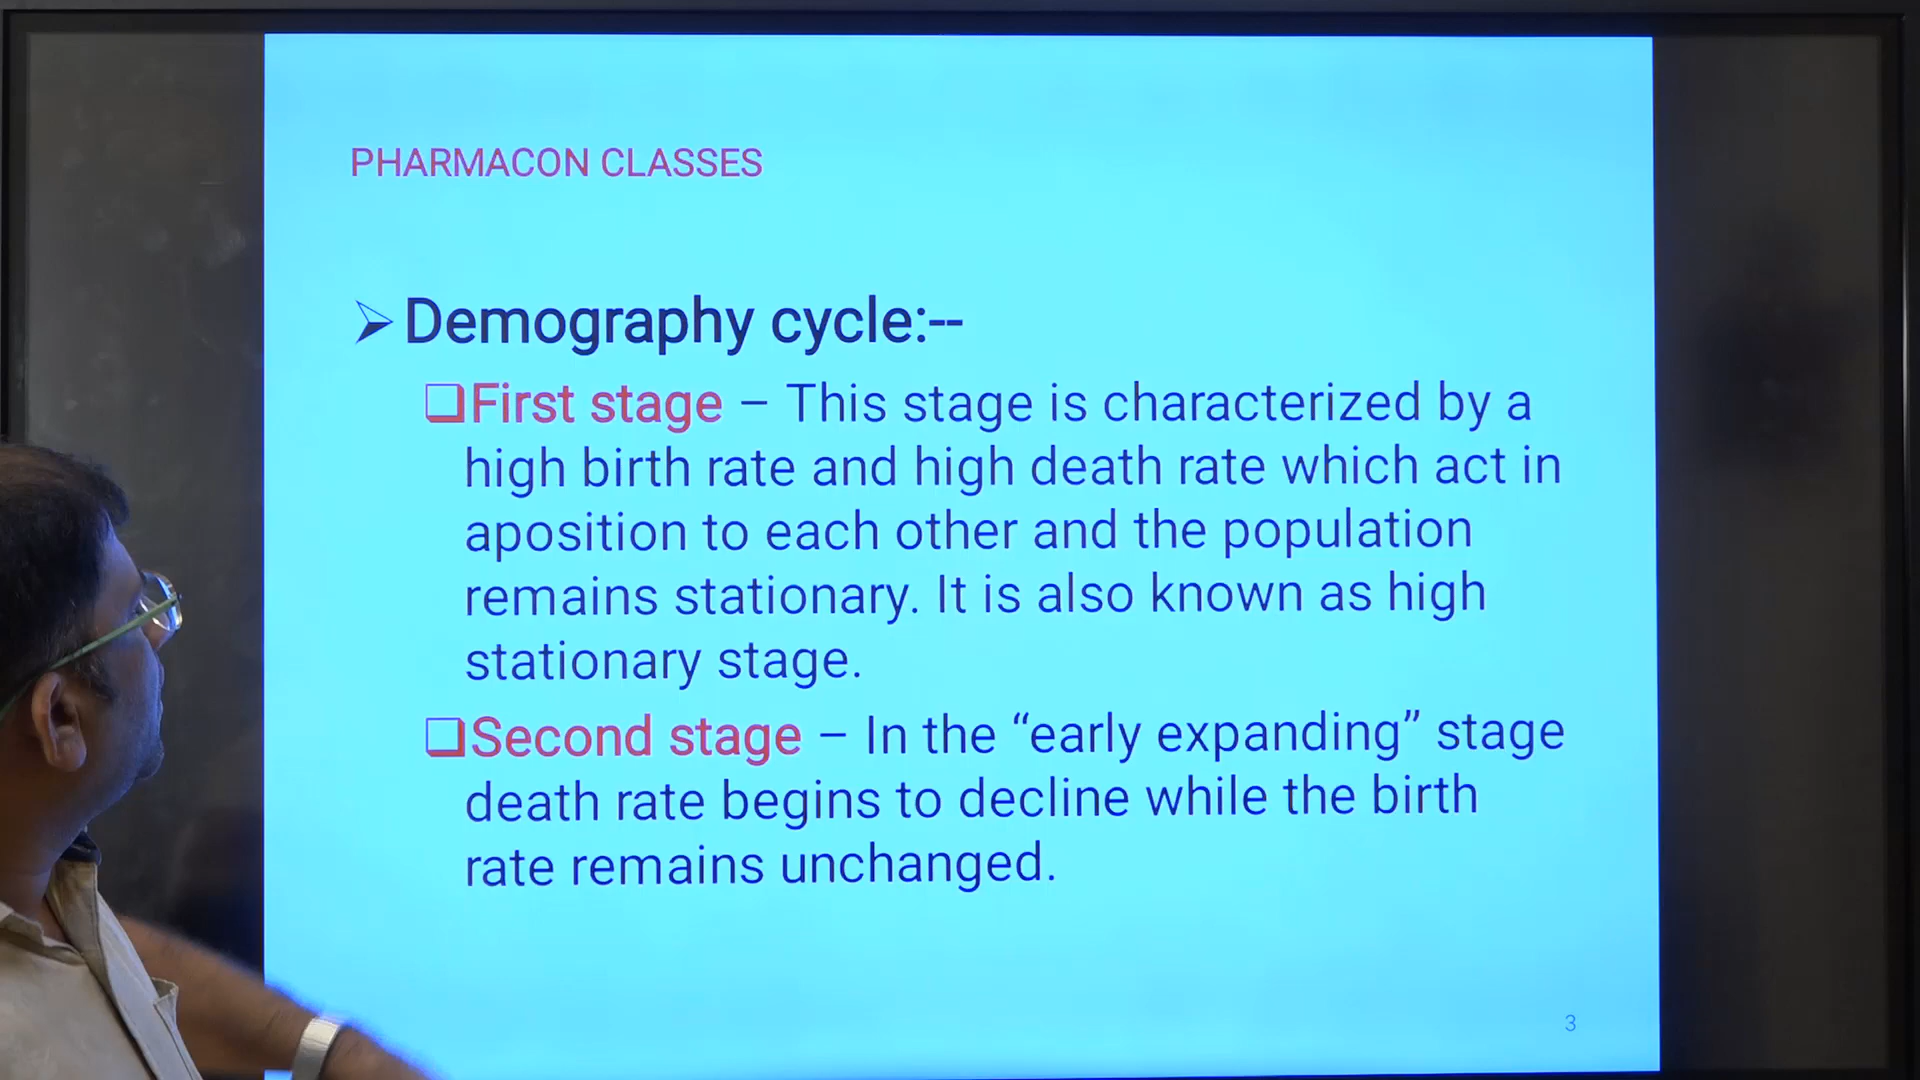 PHARMACON CLASSES
Demography cycle:--
First stage – This stage is characterized by a
high birth rate and high death rate which act in
aposition to each other and the population
remains stationary. It is also known as high
stationary stage.
Second stage – In the “early expanding” stage
death rate begins to decline while the birth
rate remains unchanged.
3